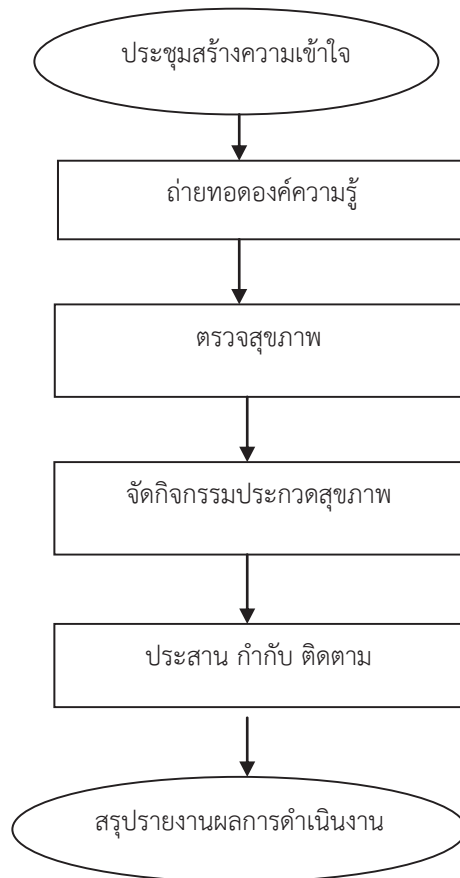 ประชุมสร้างความเข้าใจ
ถ่ายทอดองค์ความรู้
ตรวจสุขภาพ
จัดกิจกรรมประกวดสุขภาพ
ประสาน กำกับ ติดตาม
สรุปรายงานผลการดำเนินงาน